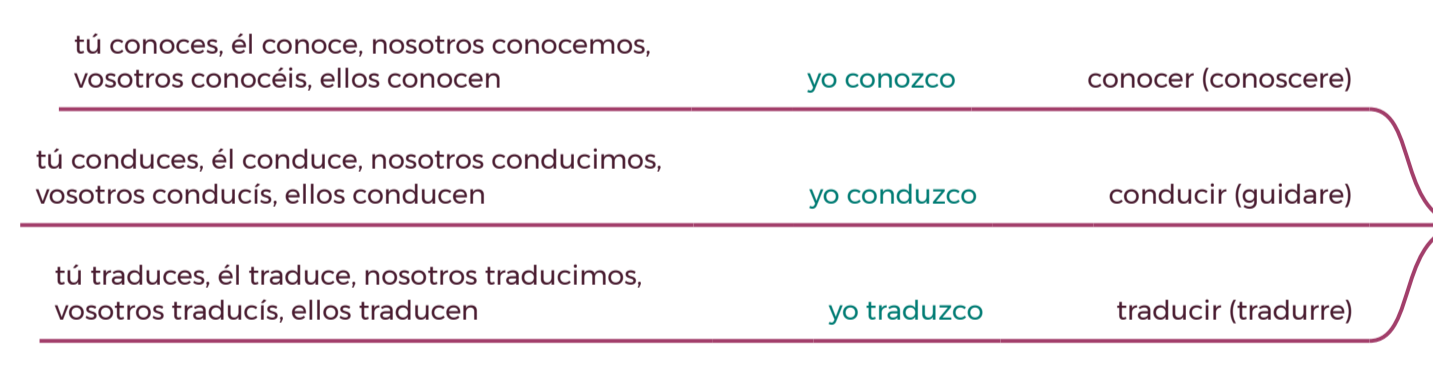 tú conoces, él conoce, nosotros conocemos,
vosotros conocéis, ellos conocen
yo conozco
conocer (conoscere)
tú conduces, él conduce, nosotros conducimos,
vosotros conducís, ellos conducen
yo conduzco
conducir (guidare)
tú traduces, él traduce, nosotros traducimos,
vosotros traducís, ellos traducen
yo traduzco
traducir (tradurre)